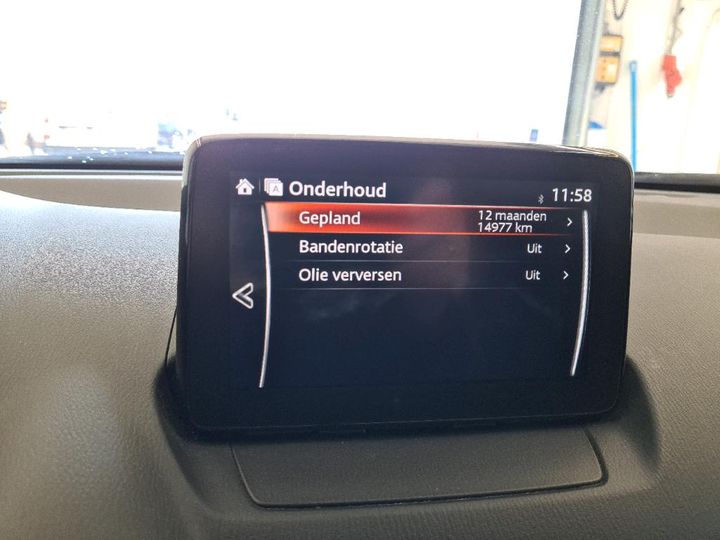 A Onderhoud 11:58
Gepland 12 maanden
14977 km
Bandenrotatie Uit
Olie verversen Uit